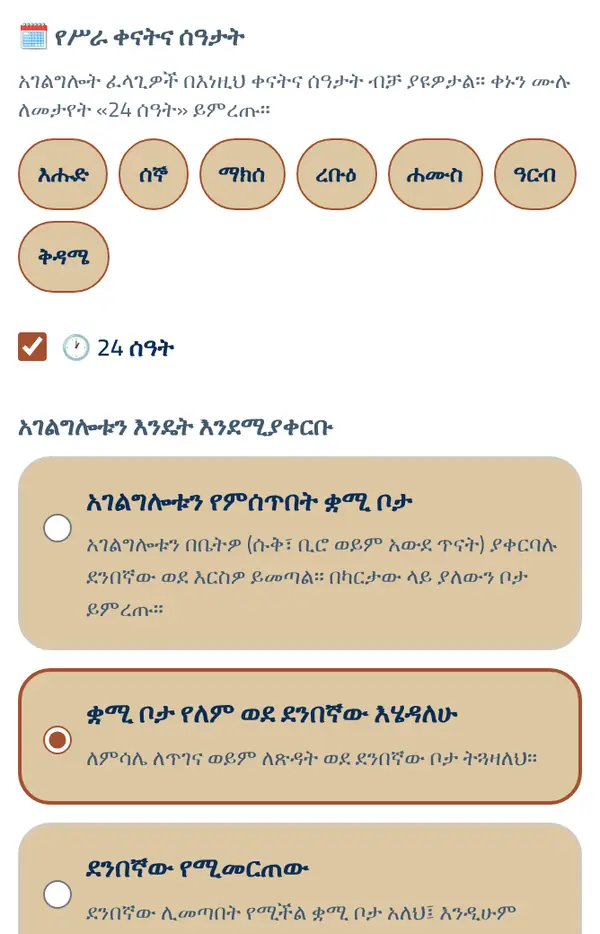 የሥራ ቀናትና ሰዓታት
አገልግሎት ፈላጊዎች በእነዚህ ቀናትና ሰዓታት ብቻ ያዩዎታል። ቀኑን ሙሉ
ለመታየት «24 ሰዓት» ይምረጡ።
እሑድ ሰኞ ማክሰ ረቡዕ ሐሙስ ዓርብ
ቅዳሜ
24 ሰዓት
አገልግሎቱን እንዴት እንደሚያቀርቡ
አገልግሎቱን የምሰጥበት ቋሚ ቦታ
አገልግሎቱን በቤትዎ (ሱቅ፣ ቢሮ ወይም አውደ ጥናት) ያቀርባሉ
ደንበኛው ወደ እርስዎ ይመጣል። በካርታው ላይ ያለውን ቦታ
ይምረጡ።
ቋሚ ቦታ የለም ወደ ደንበኛው እሄዳለሁ
ለምሳሌ ለጥገና ወይም ለጽዳት ወደ ደንበኛው ቦታ ትጓዛለህ።
ደንበኛው የሚመርጠው
ደንበኛው ሊመጣበት የሚችል ቋሚ ቦታ አለህ፤ እንዲሁም